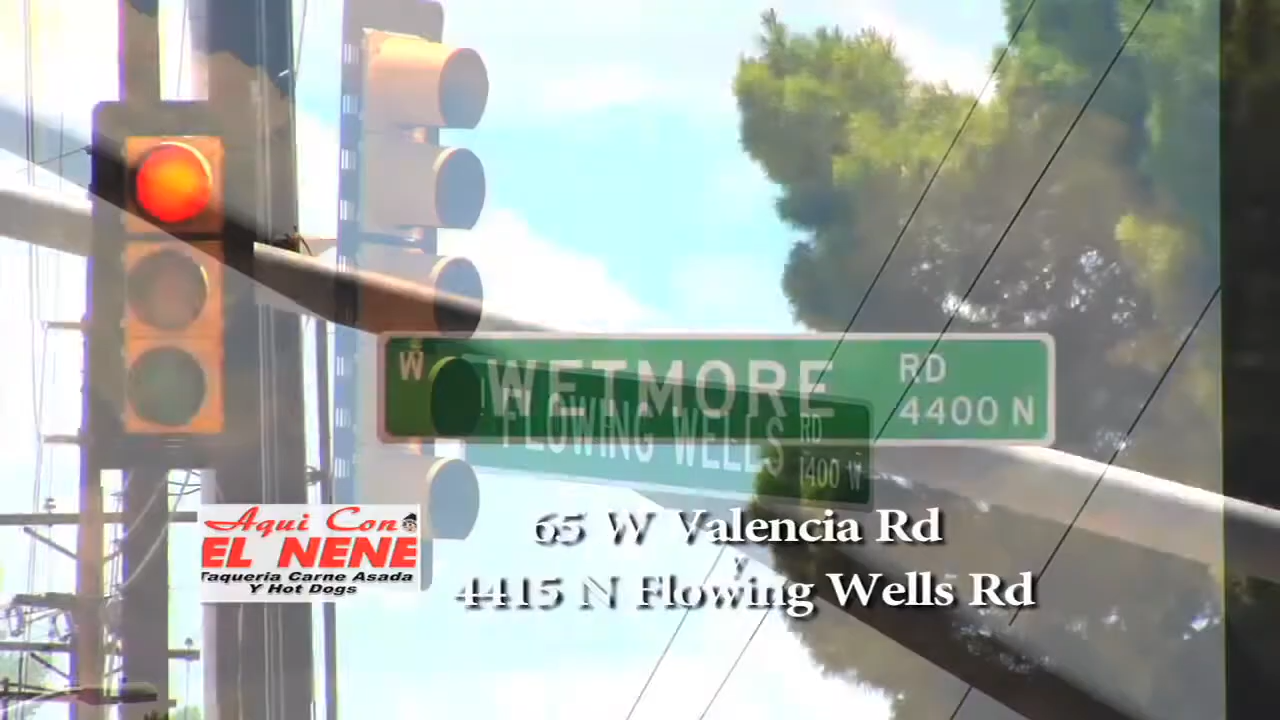 W WETMORE RD
4400 N
FLOWING WELLS RD
1400 W
Aqui Con
EL NENE
Taqueria Carne Asada
Y Hot Dogs
65 W Valencia Rd
y
4415 N Flowing Wells Rd